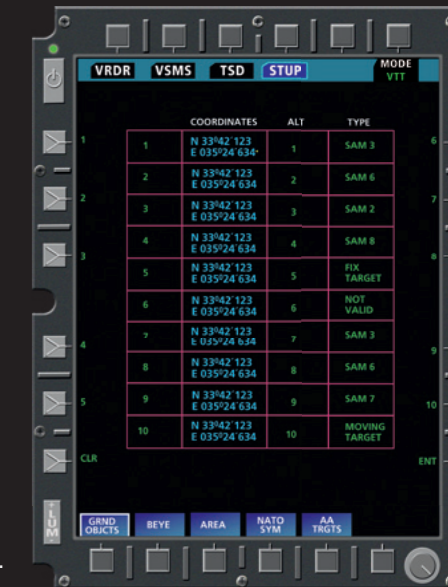 VRDR VSMS TSD STUP MODE
VTT
COORDINATES ALT TYPE
1 6
1 N 33º42´123 1 SAM 3
E 035º24´634
2 N 33º42´123 2 SAM 6
E 035º24´634
2 7
3 N 33º42´123 3 SAM 2
E 035º24´634
4 N 33º42´123 4 SAM 8
E 035º24´634
3 8
5 N 33º42´123 5 FIX
E 035º24´634 TARGET
6 N 33º42´123 6 NOT
E 035º24´634 VALID
7 N 33º42´123 7 SAM 3
E 035º24´634
4 9
8 N 33º42´123 8 SAM 6
E 035º24´634
9 N 33º42´123 9 SAM 7
E 035º24´634
5 10
10 N 33º42´123 10 MOVING
E 035º24´634 TARGET
CLR ENT
LUM
GRND BEYE AREA NATO AA
OBJCTS SYM TRGTS